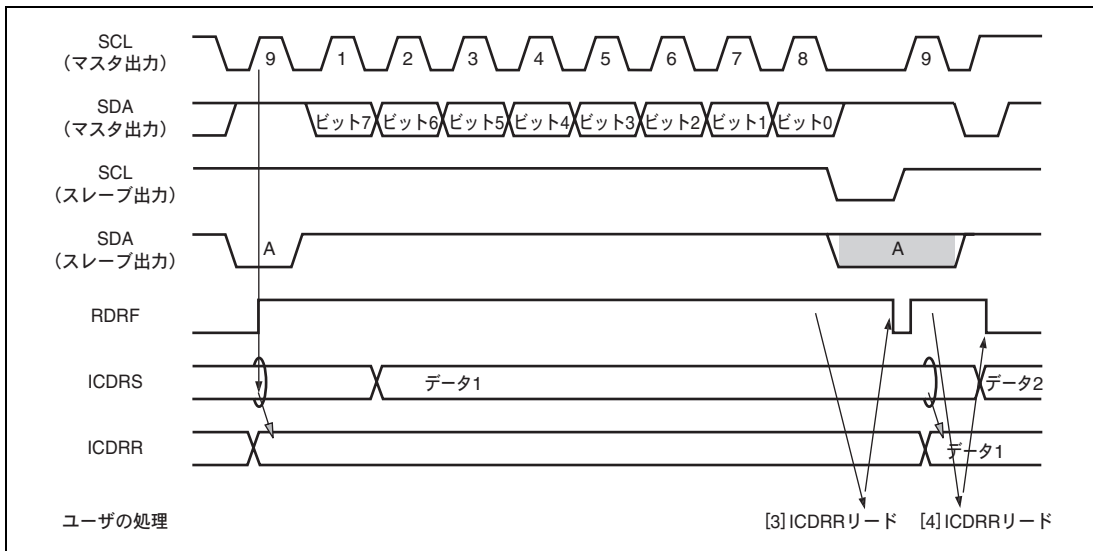 SCL
（マスタ出力）
9 1 2 3 4 5 6 7 8 9
SDA
（マスタ出力）
ビット7 ビット6 ビット5 ビット4 ビット3 ビット2 ビット1 ビット0
SCL
（スレーブ出力）
SDA
（スレーブ出力）
A A
RDRF
ICDRS
データ1 データ2
ICDRR
データ1
ユーザの処理
[3] ICDRRリード [4] ICDRRリード